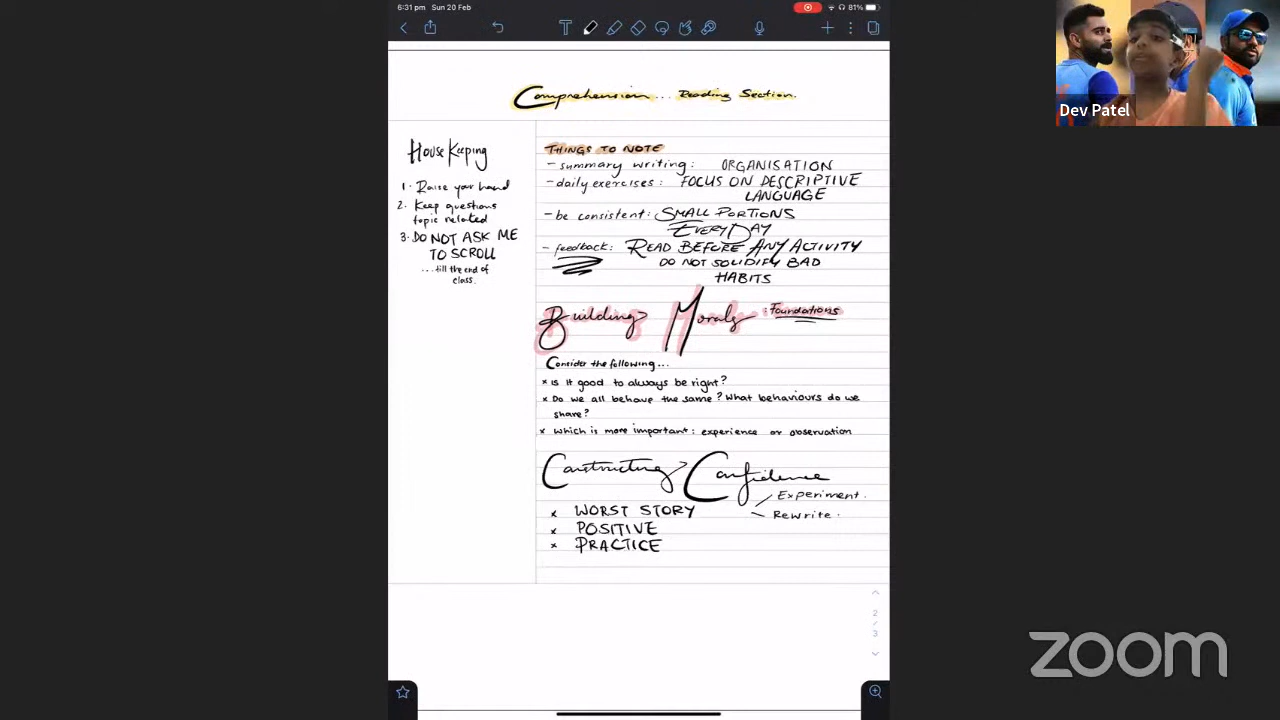 6:31 pm Sun 20 Feb
81%
Comprehension... Reading Section.
House Keeping
1. Raise your hand
2. Keep questions
topic related
3. DO NOT ASK ME
TO SCROLL
...till the end of
class.
THINGS TO NOTE
- summary writing: ORGANISATION
- daily exercises: FOCUS ON DESCRIPTIVE
LANGUAGE
- be consistent: SMALL PORTIONS
EVERY DAY
- feedback: READ BEFORE ANY ACTIVITY
DO NOT SOLIDIFY BAD
HABITS
Building Morals : Foundations
Consider the following...
x Is it good to always be right?
x Do we all behave the same? What behaviours do we
share?
x Which is more important: experience or observation
Constructing Confidence
Experiment.
Rewrite.
x WORST STORY
x POSITIVE
x PRACTICE
2
/
3
Dev Patel
zoom